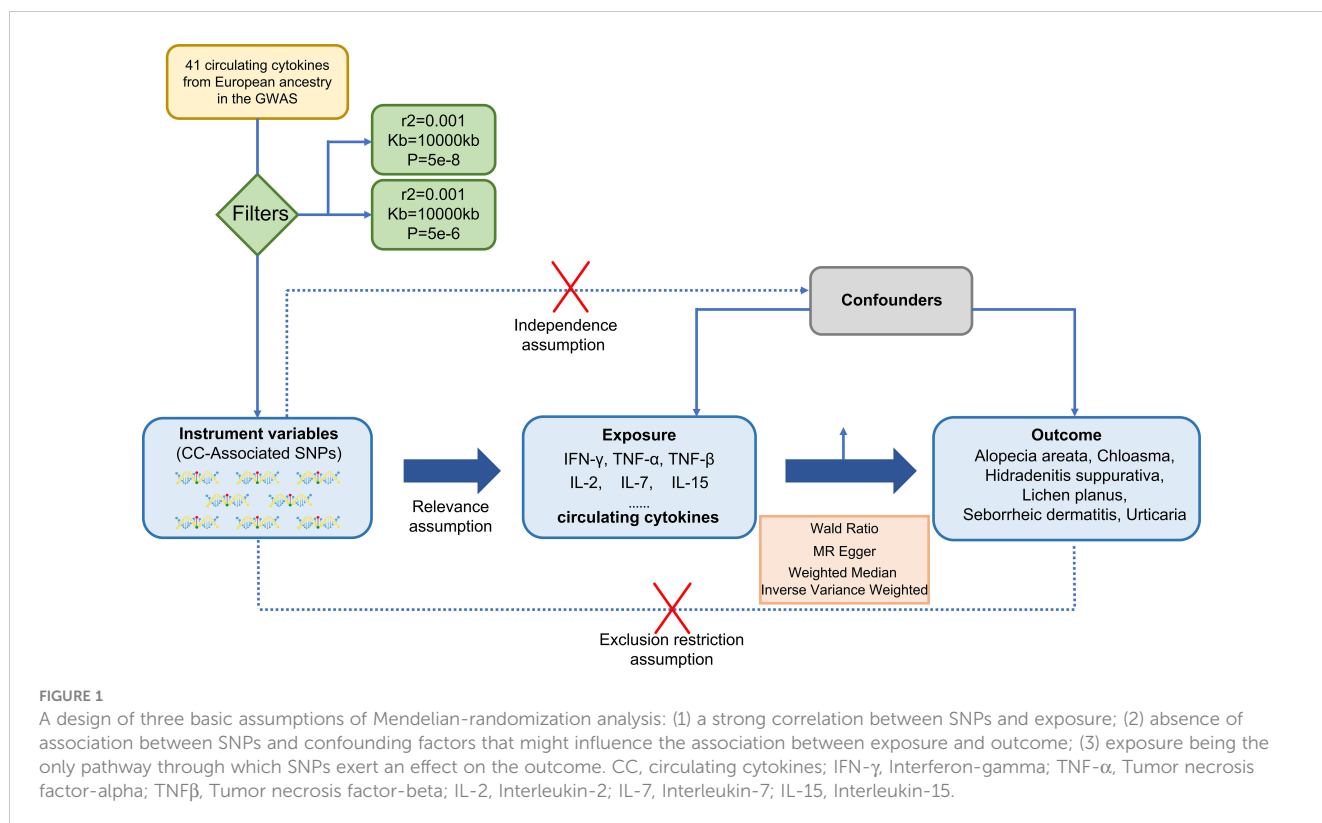 41 circulating cytokines
from European ancestry
in the GWAS
r2=0.001
Kb=10000kb
P=5e-8
Filters
r2=0.001
Kb=10000kb
P=5e-6
Confounders
Independence
assumption
Instrument variables
(CC-Associated SNPs)
Relevance
assumption
Exposure
IFN-γ, TNF-α, TNF-β
IL-2, IL-7, IL-15
......
circulating cytokines
Outcome
Alopecia areata, Chloasma,
Hidradenitis suppurativa,
Lichen planus,
Seborrheic dermatitis, Urticaria
Wald Ratio
MR Egger
Weighted Median
Inverse Variance Weighted
Exclusion restriction
assumption
FIGURE 1
A design of three basic assumptions of Mendelian-randomization analysis: (1) a strong correlation between SNPs and exposure; (2) absence of
association between SNPs and confounding factors that might influence the association between exposure and outcome; (3) exposure being the
only pathway through which SNPs exert an effect on the outcome. CC, circulating cytokines; IFN-γ, Interferon-gamma; TNF-α, Tumor necrosis
factor-alpha; TNFβ, Tumor necrosis factor-beta; IL-2, Interleukin-2; IL-7, Interleukin-7; IL-15, Interleukin-15.